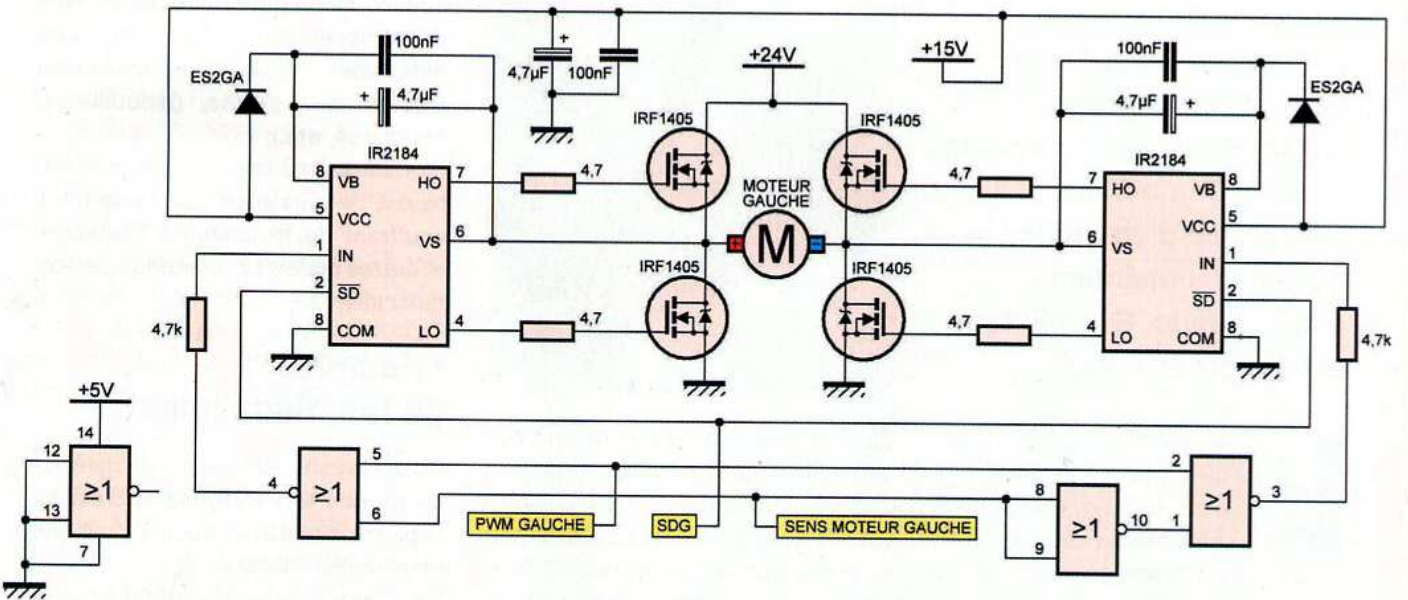 100nF
+
4,7µF
100nF
+15V
100nF
ES2GA
+
4,7µF
+24V
4,7µF
+
ES2GA
IRF1405
IRF1405
IR2184
IR2184
8
VB
HO
7
4,7
4,7
7
HO
VB
8
5
VCC
MOTEUR
GAUCHE
VCC
5
1
IN
VS
6
+
M
−
6
VS
IN
1
2
SD
IRF1405
IRF1405
SD
2
8
COM
LO
4
4,7
4,7
4
LO
COM
8
4,7k
4,7k
+5V
14
12
≥1
13
7
4
≥1
5
6
PWM GAUCHE
SDG
SENS MOTEUR GAUCHE
8
≥1
9
10
2
≥1
1
3